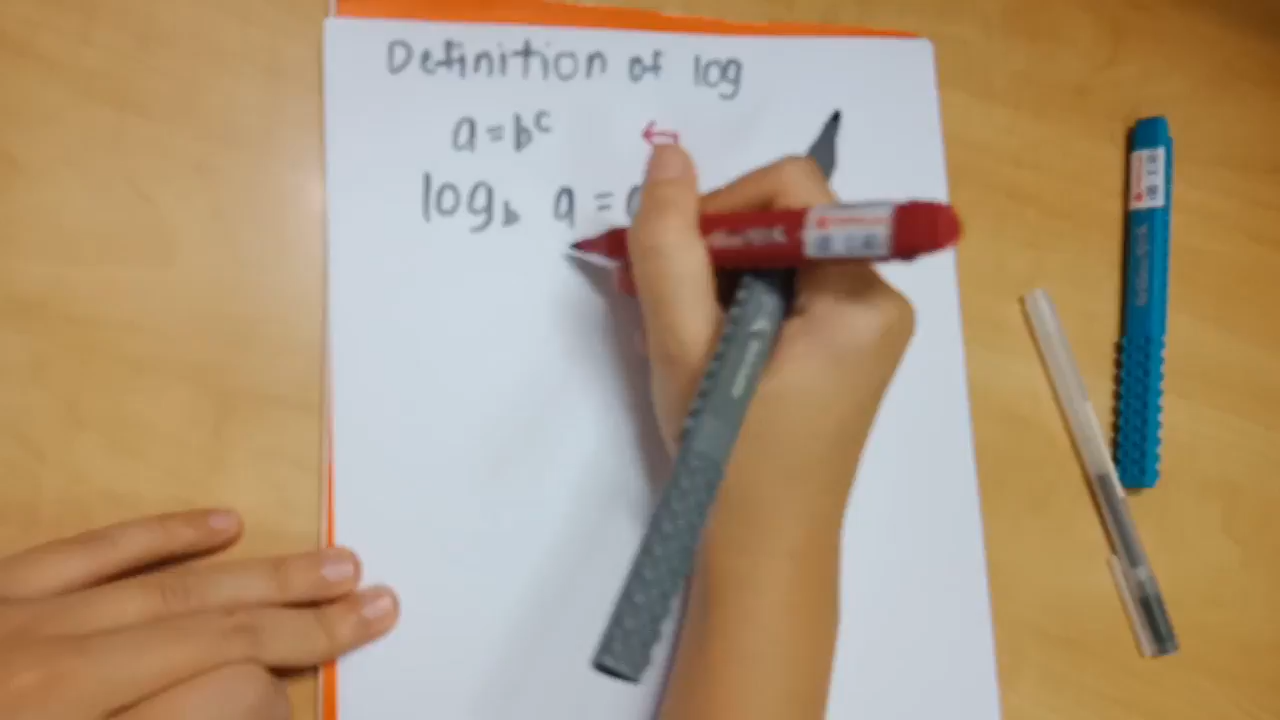 Definition of log
a = b^c
log_b a =